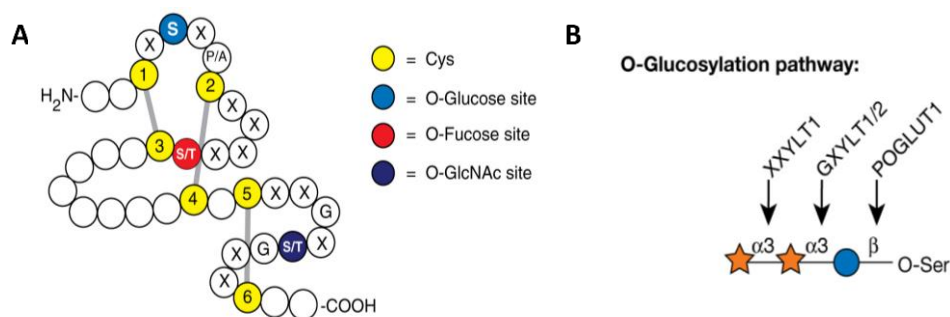 A
S
X
X
P/A
1
2
H₂N-
X
X
3
S/T
X
X
4
5
X
X
G
X
G
S/T
X
X
6
-COOH
= Cys
= O-Glucose site
= O-Fucose site
= O-GlcNAc site
B
O-Glucosylation pathway:
XXYLT1
GXYLT1/2
POGLUT1
α3
α3
β
O-Ser